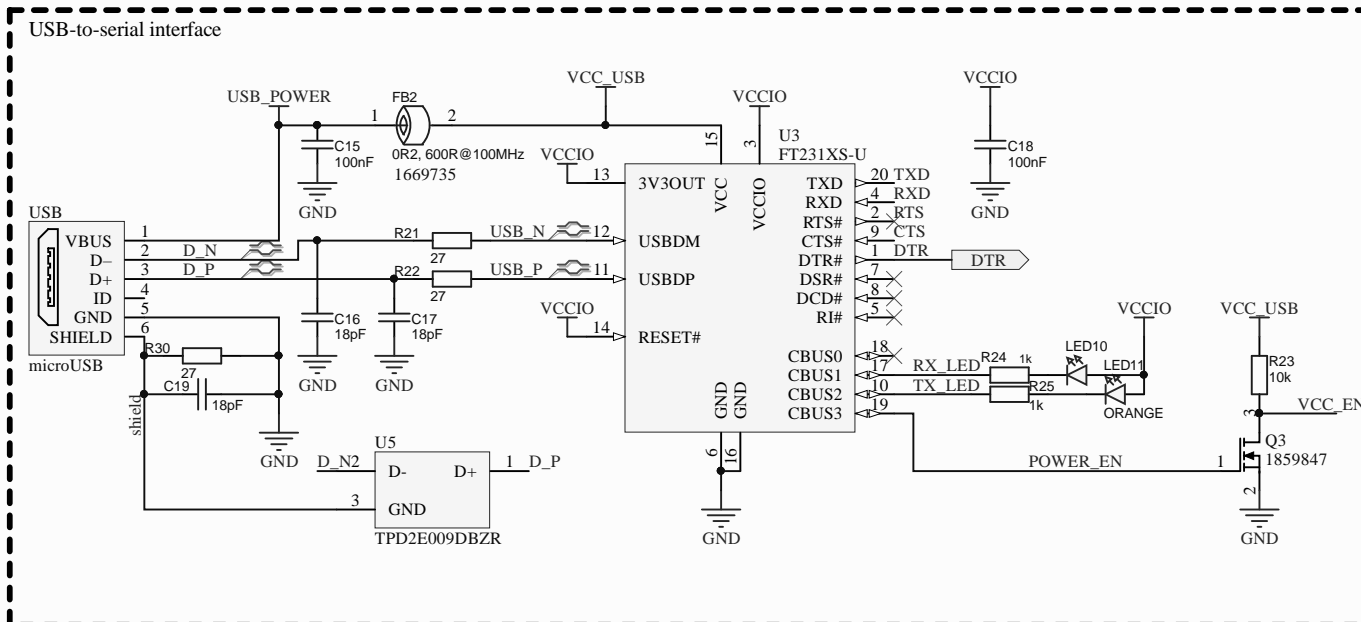 USB-to-serial interface
VCC_USB
VCCIO
VCCIO
USB_POWER
FB2
1
2
0R2, 600R@100MHz
1669735
C15
100nF
GND
15
3
U3
FT231XS-U
C18
100nF
GND
VCCIO
13
3V3OUT
VCC
VCCIO
TXD
20
TXD
RXD
4
RXD
RTS#
2
RTS
CTS#
9
CTS
DTR#
1
DTR
DTR
DSR#
7
DCD#
8
RI#
5
CBUS0
18
CBUS1
17
RX_LED
CBUS2
10
TX_LED
CBUS3
19
USB
VBUS
1
D−
2
D_N
D+
3
D_P
ID
4
GND
5
SHIELD
6
microUSB
R21
27
USB_N
12
USBDM
R22
27
USB_P
11
USBDP
VCCIO
14
RESET#
C16
18pF
GND
C17
18pF
GND
R30
27
C19
18pF
shield
GND
GND
GND
6
16
GND
U5
D_N2
D-
D+
1
D_P
3
GND
TPD2E009DBZR
R24
1k
LED10
LED11
R25
1k
ORANGE
VCCIO
VCC_USB
R23
10k
VCC_EN
3
Q3
1859847
POWER_EN
1
2
GND